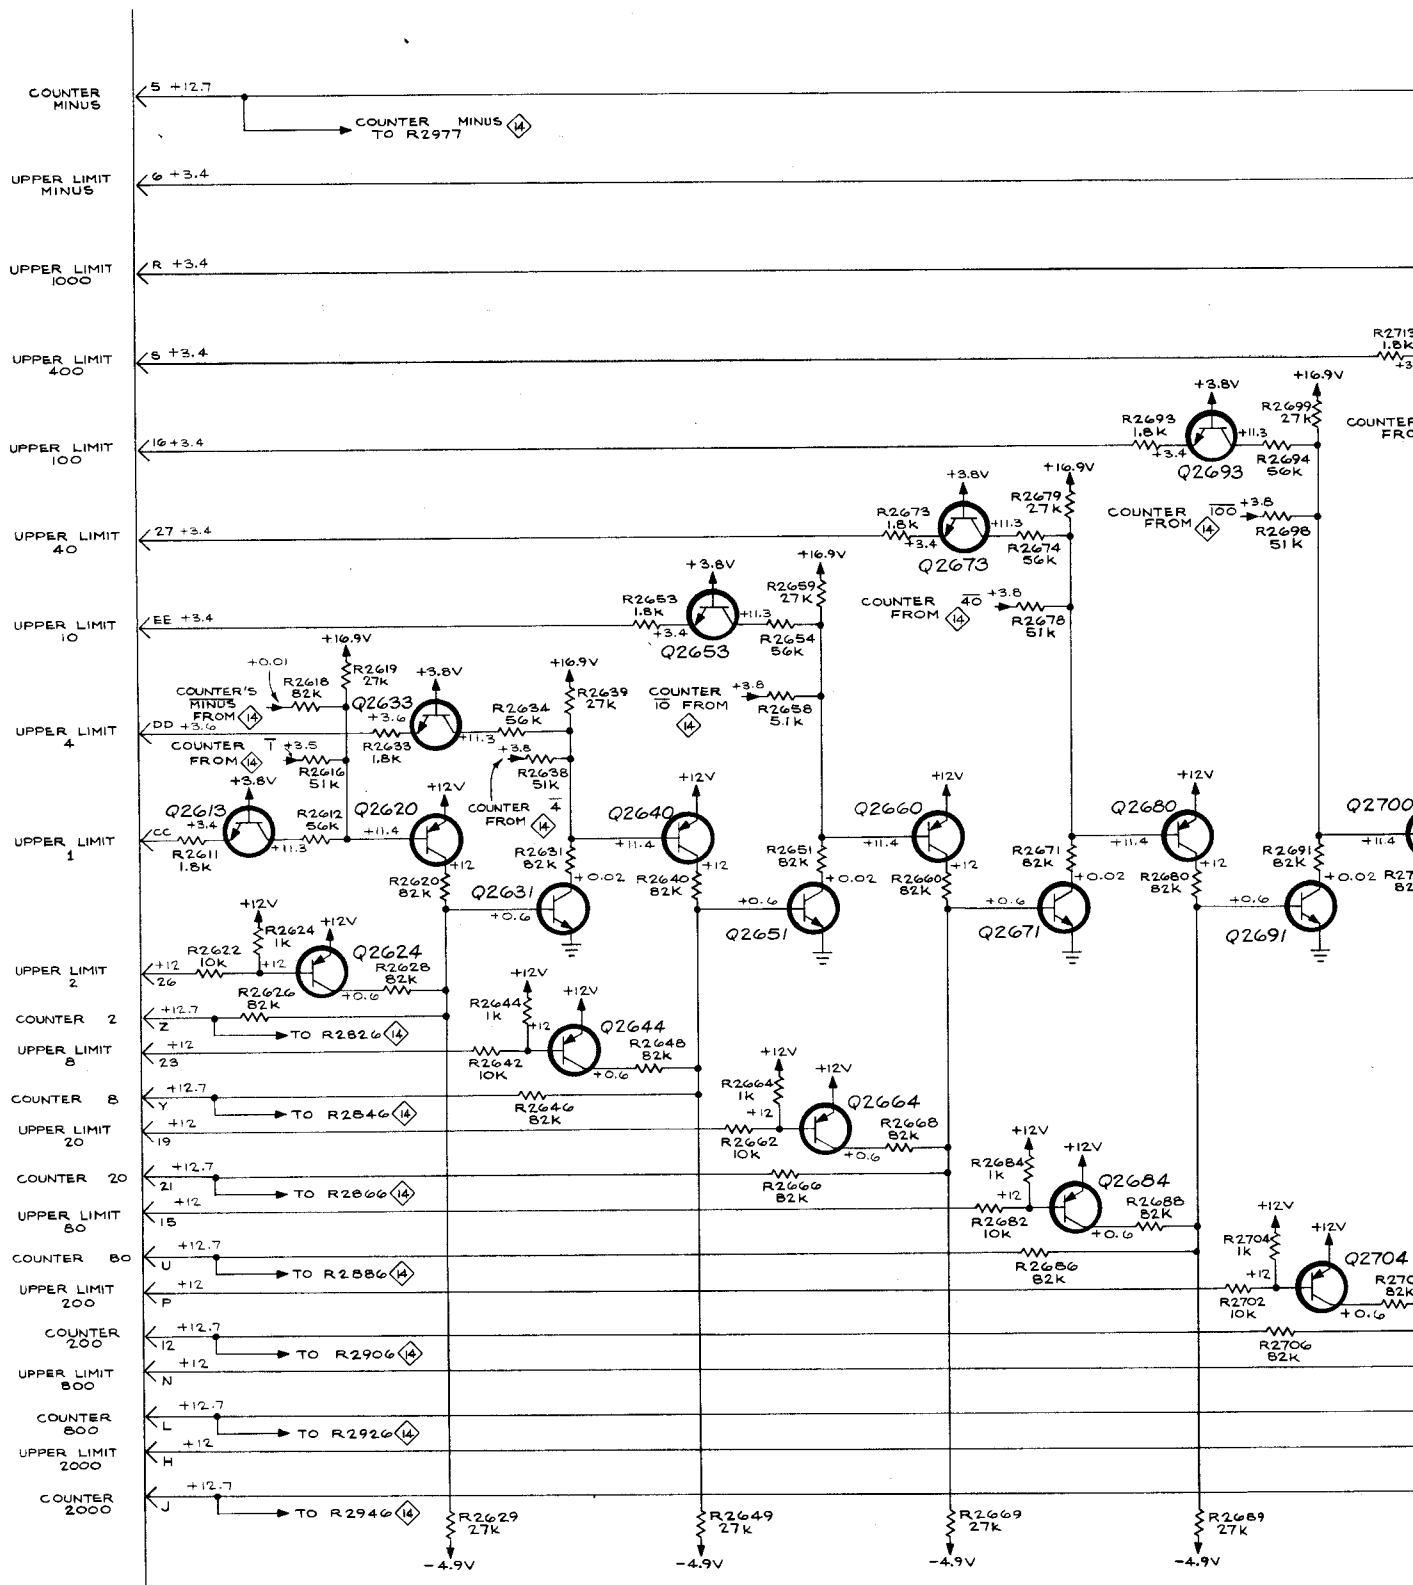 COUNTER
MINUS
5 +12.7
COUNTER MINUS 14
TO R2977
UPPER LIMIT
MINUS
6 +3.4
UPPER LIMIT
1000
R +3.4
UPPER LIMIT
400
S +3.4
R2713
1.8K
+3
UPPER LIMIT
100
16 +3.4
R2693
1.8K
+3.4
+3.8V
Q2693
+11.3
R2694
56K
+16.9V
R2699
27K
COUNTER
FRO
COUNTER 100
FROM 14
+3.8
R2698
51K
UPPER LIMIT
40
27 +3.4
R2673
1.8K
+3.4
+3.8V
Q2673
+11.3
R2674
56K
+16.9V
R2679
27K
COUNTER 40
FROM 14
+3.8
R2678
51K
UPPER LIMIT
10
EE +3.4
R2653
1.8K
+3.4
+3.8V
Q2653
+11.3
R2654
56K
+16.9V
R2659
27K
COUNTER
10 FROM
14
+3.8
R2658
5.1K
+16.9V
R2619
27K
+0.01
R2618
82K
COUNTER'S
MINUS
FROM 14
UPPER LIMIT
4
DD +3.6
Q2633
+3.8V
+3.6
R2633
1.8K
+11.3
R2634
56K
+16.9V
R2639
27K
COUNTER 1
FROM 14
+3.5
R2616
51K
+3.8
R2638
51K
COUNTER 4
FROM 14
UPPER LIMIT
1
CC
R2611
1.8K
+3.4
Q2613
+3.8V
+11.3
R2612
56K
+11.4
Q2620
+12V
+12
R2620
82K
Q2631
+0.6
+0.02
R2631
82K
+11.4
Q2640
+12V
+12
R2640
82K
+0.6
Q2651
+0.02
R2651
82K
+11.4
Q2660
+12V
+12
R2660
82K
+0.6
Q2671
+0.02
R2671
82K
+11.4
Q2680
+12V
+12
R2680
82K
+0.6
Q2691
+0.02
R2691
82K
+11.4
Q2700
R27
82
UPPER LIMIT
2
+12
26
R2622
10K
+12V
R2624
1K
+12
+12V
Q2624
+0.6
R2628
82K
COUNTER 2
+12.7
Z
R2626
82K
TO R2826 14
UPPER LIMIT
8
+12
23
R2642
10K
+12V
R2644
1K
+12
+12V
Q2644
+0.6
R2648
82K
COUNTER 8
+12.7
Y
TO R2846 14
R2646
82K
UPPER LIMIT
20
+12
19
R2662
10K
+12V
R2664
1K
+12
+12V
Q2664
+0.6
R2668
82K
COUNTER 20
+12.7
21
TO R2866 14
R2666
82K
UPPER LIMIT
80
+12
15
R2682
10K
+12V
R2684
1K
+12
+12V
Q2684
+0.6
R2688
82K
COUNTER 80
+12.7
U
TO R2886 14
R2686
82K
UPPER LIMIT
200
+12
P
R2702
10K
+12V
R2704
1K
+12
+12V
Q2704
+0.6
R270
82K
COUNTER
200
+12.7
12
TO R2906 14
R2706
82K
UPPER LIMIT
800
+12
N
COUNTER
800
+12.7
L
TO R2926 14
UPPER LIMIT
2000
+12
H
COUNTER
2000
+12.7
J
TO R2946 14
R2629
27K
-4.9V
R2649
27K
-4.9V
R2669
27K
-4.9V
R2689
27K
-4.9V